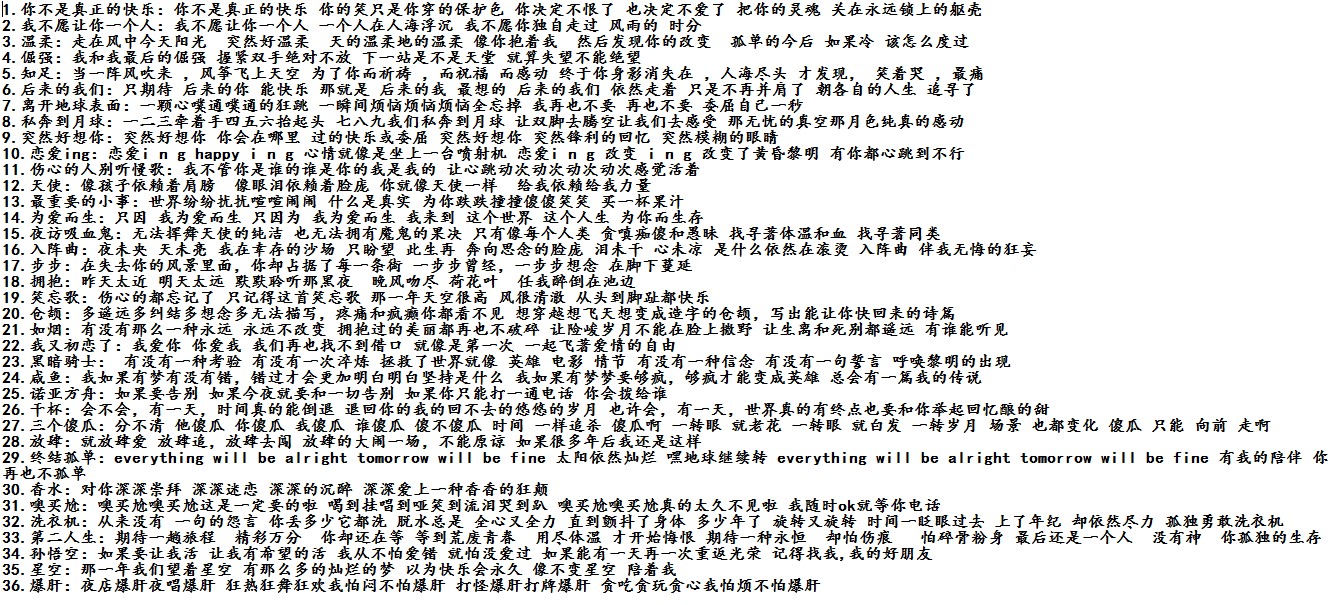 1. 你不是真正的快乐: 你不是真正的快乐 你的笑只是你穿的保护色 你决定不恨了 也决定不爱了 把你的灵魂 关在永远锁上的躯壳
2. 我不愿让你一个人: 我不愿让你一个人 一个人在人海浮沉 我不愿你独自走过 风雨的 时分
3. 温柔: 走在风中今天阳光 突然好温柔 天的温柔地的温柔 像你抱着我 然后发现你的改变 孤单的今后 如果冷 该怎么度过
4. 倔强: 我和我最后的倔强 握紧双手绝对不放 下一站是不是天堂 就算失望不能绝望
5. 知足: 当一阵风吹来 , 风筝飞上天空 为了你而祈祷 , 而祝福 而感动 终于你身影消失在 , 人海尽头 才发现, 笑着哭 , 最痛
6. 后来的我们: 只期待 后来的你 能快乐 那就是 后来的我 最想的 后来的我们 依然走着 只是不再并肩了 朝各自的人生 追寻了
7. 离开地球表面: 一颗心噗通噗通的狂跳 一瞬间烦恼烦恼烦恼全忘掉 我再也不要 再也不要 委屈自己一秒
8. 私奔到月球: 一二三牵着手四五六抬起头 七八九我们私奔到月球 让双脚去腾空让我们去感受 那无忧的真空那月色纯真的感动
9. 突然好想你: 突然好想你 你会在哪里 过的快乐或委屈 突然好想你 突然锋利的回忆 突然模糊的眼睛
10. 恋爱ing: 恋爱i n g happy i n g 心情就像是坐上一台喷射机 恋爱i n g 改变 i n g 改变了黄昏黎明 有你都心跳到不行
11. 伤心的人别听慢歌: 我不管你是谁的谁是你的我是我的 让心跳动次动次动次动次感觉活着
12. 天使: 像孩子依赖着肩膀 像眼泪依赖着脸庞 你就像天使一样 给我依赖给我力量
13. 最重要的小事: 世界纷纷扰扰喧喧闹闹 什么是真实 为你跌跌撞撞傻傻笑笑 买一杯果汁
14. 为爱而生: 只因 我为爱而生 只因为 我为爱而生 我来到 这个世界 这个人生 为你而生存
15. 夜访吸血鬼: 无法挥舞天使的纯洁 也无法拥有魔鬼的果决 只有像每个人类 贪嗔痴傻和愚昧 找寻著体温和血 找寻著同类
16. 入阵曲: 夜未央 天未亮 我在幸存的沙场 只盼望 此生再 奔向思念的脸庞 泪未干 心未凉 是什么依然在滚烫 入阵曲 伴我无悔的狂妄
17. 步步: 在失去你的风景里面, 你却占据了每一条街 一步步曾经, 一步步想念 在脚下蔓延
18. 拥抱: 昨天太近 明天太远 默默聆听那黑夜 晚风吻尽 荷花叶 任我醉倒在池边
19. 笑忘歌: 伤心的都忘记了 只记得这首笑忘歌 那一年天空很高 风很清澈 从头到脚趾都快乐
20. 仓颉: 多遥远多纠结多想念多无法描写, 疼痛和疯癫你都看不见 想穿越想飞天想变成造字的仓颉, 写出能让你快回来的诗篇
21. 如烟: 有没有那么一种永远 永远不改变 拥抱过的美丽都再也不破碎 让险峻岁月不能在脸上撒野 让生离和死别都遥远 有谁能听见
22. 我又初恋了: 我爱你 你爱我 我们再也找不到借口 就像是第一次 一起飞著爱情的自由
23. 黑暗骑士: 有没有一种考验 有没有一次淬炼 拯救了世界就像 英雄 电影 情节 有没有一种信念 有没有一句誓言 呼唤黎明的出现
24. 咸鱼: 我如果有梦有没有错, 错过才会更加明白明白坚持是什么 我如果有梦梦要够疯, 够疯才能变成英雄 总会有一篇我的传说
25. 诺亚方舟: 如果要告别 如果今夜就要和一切告别 如果你只能打一通电话 你会拨给谁
26. 干杯: 会不会, 有一天, 时间真的能倒退 退回你的我的回不去的悠悠的岁月 也许会, 有一天, 世界真的有终点也要和你举起回忆酿的甜
27. 三个傻瓜: 分不清 他傻瓜 你傻瓜 我傻瓜 谁傻瓜 傻不傻瓜 时间 一样追杀 傻瓜啊 一转眼 就老花 一转眼 就白发 一转岁月 场景 也都变化 傻瓜 只能 向前 走啊
28. 放肆: 就放肆爱 放肆追, 放肆去闯 放肆的大闹一场, 不能原谅 如果很多年后我还是这样
29. 终结孤单: everything will be alright tomorrow will be fine 太阳依然灿烂 嘿地球继续转 everything will be alright tomorrow will be fine 有我的陪伴 你
再也不孤单
30. 香水: 对你深深崇拜 深深迷恋 深深的沉醉 深深爱上一种香香的狂颠
31. 噢买尬: 噢买尬噢买尬这是一定要的啦 喝到挂唱到哑笑到流泪哭到趴 噢买尬噢买尬真的太久不见啦 我随时ok就等你电话
32. 洗衣机: 从来没有 一句的怨言 你丢多少它都洗 脱水总是 全心又全力 直到颤抖了身体 多少年了 旋转又旋转 时间一眨眼过去 上了年纪 却依然尽力 孤独勇敢洗衣机
33. 第二人生: 期待一趟旅程 精彩万分 你却还在等 等到荒废青春 用尽体温 才开始悔恨 期待一种永恒 却怕伤痕 怕碎骨粉身 最后还是一个人 没有神 你孤独的生存
34. 孙悟空: 如果要让我活 让我有希望的活 我从不怕爱错 就怕没爱过 如果能有一天再一次重返光荣 记得找我,我的好朋友
35. 星空: 那一年我们望着星空 有那么多的灿烂的梦 以为快乐会永久 像不变星空 陪着我
36. 爆肝: 夜店爆肝夜唱爆肝 狂热狂舞狂欢我怕闷不怕爆肝 打怪爆肝打牌爆肝 贪吃贪玩贪心我怕烦不怕爆肝